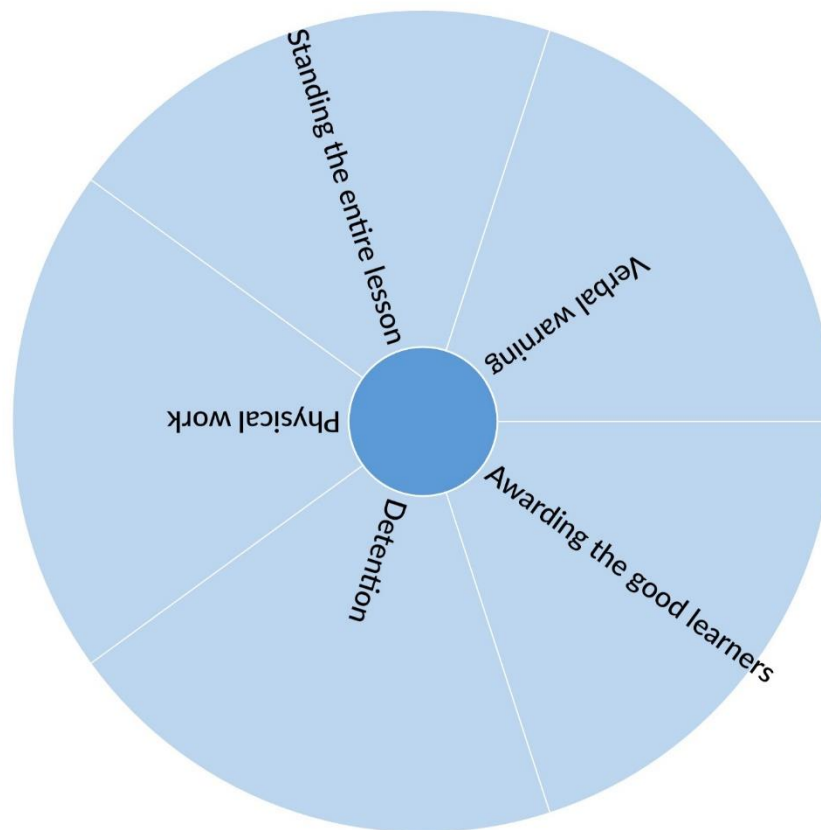 Standing the entire lesson
Verbal warning
Physical work
Detention
Awarding the good learners